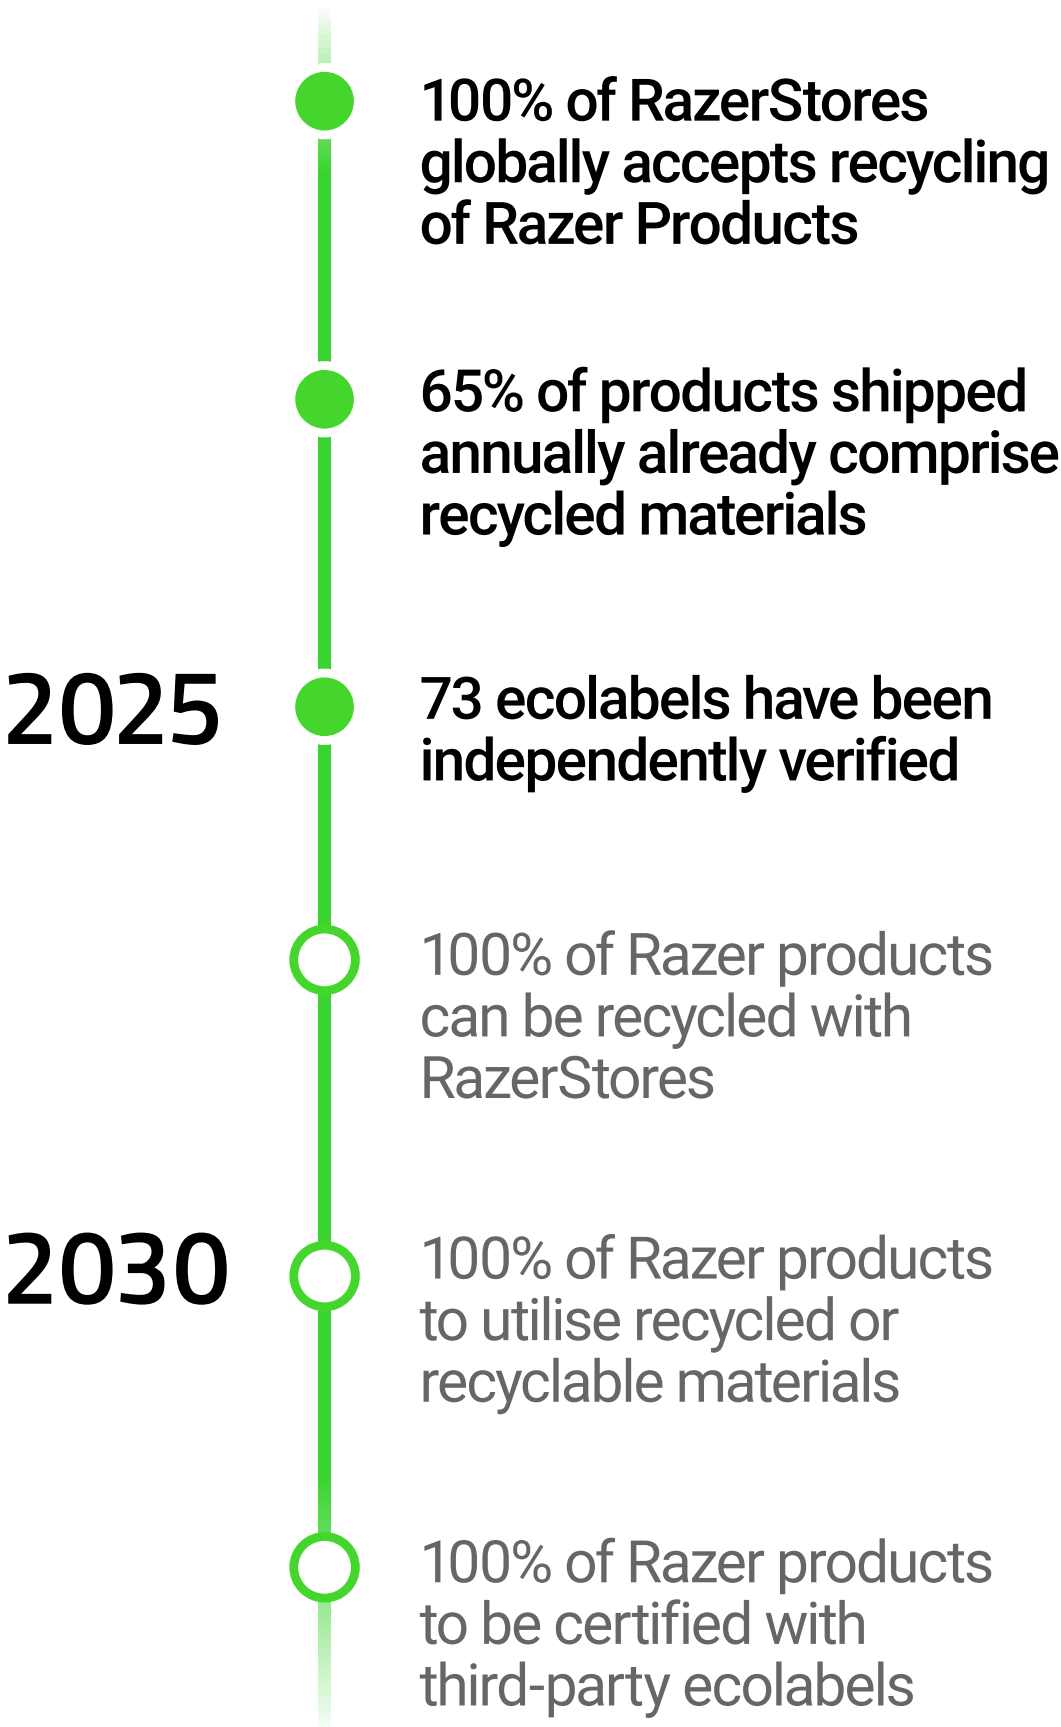 100% of RazerStores
globally accepts recycling
of Razer Products
65% of products shipped
annually already comprise
recycled materials
2025
73 ecolabels have been
independently verified
100% of Razer products
can be recycled with
RazerStores
2030
100% of Razer products
to utilise recycled or
recyclable materials
100% of Razer products
to be certified with
third-party ecolabels